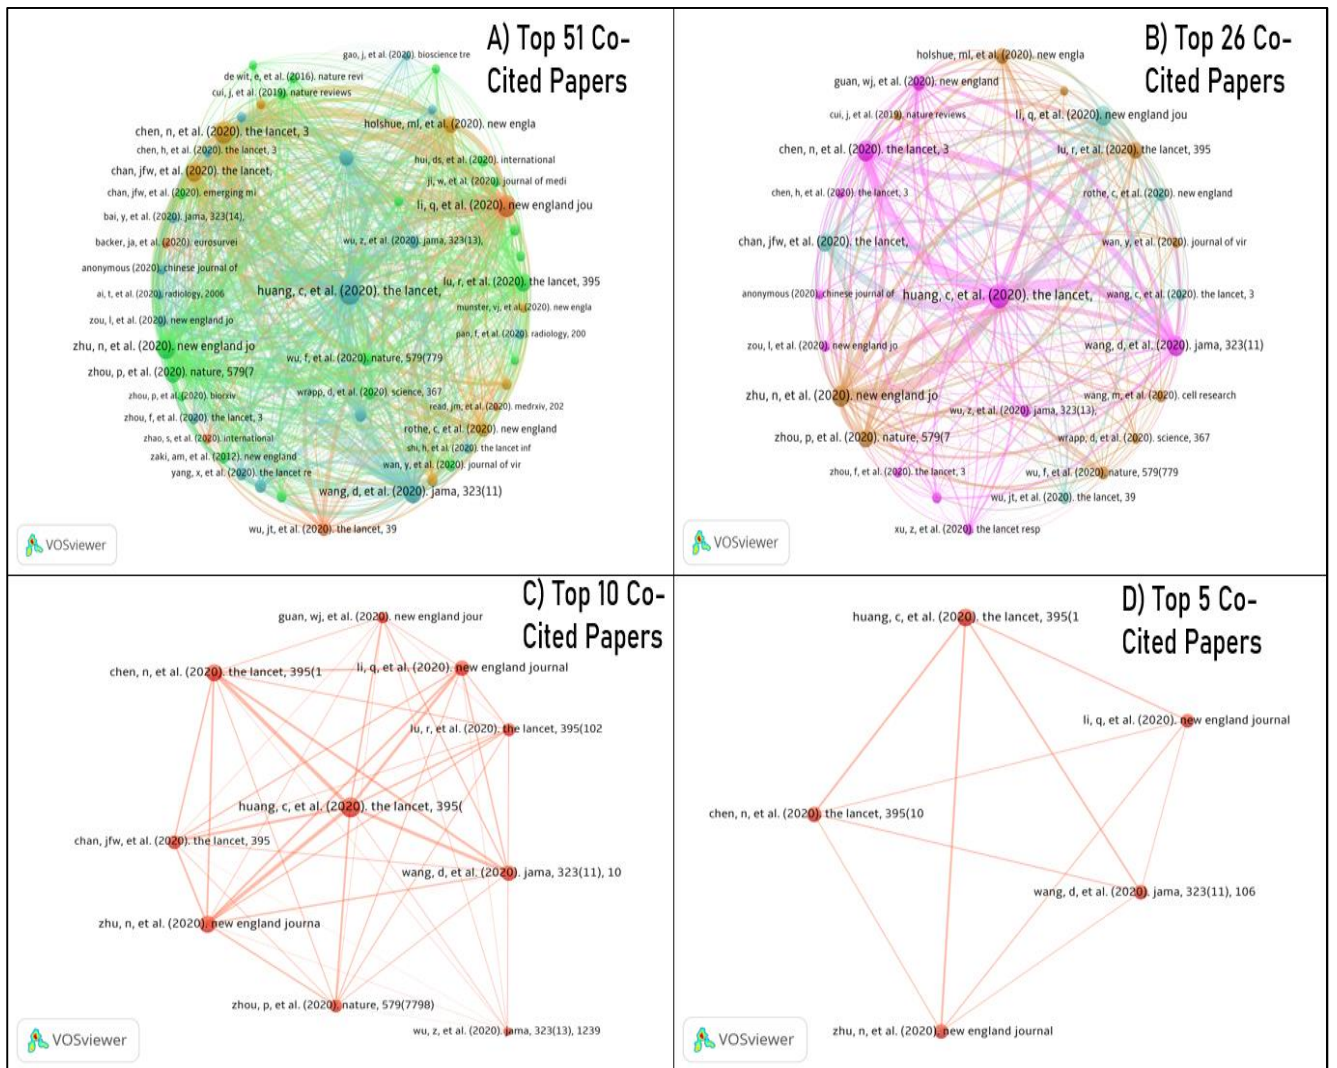 A) Top 51 Co-
Cited Papers
gao, j, et al. (2020). bioscience tre
de wit, e, et al. (2016). nature revi
cui, j, et al. (2019). nature reviews
chen, n, et al. (2020). the lancet, 3
holshue, ml, et al. (2020). new engla
chen, h, et al. (2020). the lancet, 3
hui, ds, et al. (2020). international
chan, jfw, et al. (2020). the lancet,
ji, w, et al. (2020). journal of medi
chan, jfw, et al. (2020). emerging mi
li, q, et al. (2020). new england jou
bai, y, et al. (2020). jama, 323(14),
backer, ja, et al. (2020). eurosurvei
wu, z, et al. (2020). jama, 323(13),
anonymous (2020). chinese journal of
lu, r, et al. (2020). the lancet, 395
ai, t, et al. (2020). radiology, 2006
huang, c, et al. (2020). the lancet,
munster, vj, et al. (2020). new engla
zou, l, et al. (2020). new england jo
pan, f, et al. (2020). radiology, 200
zhu, n, et al. (2020). new england jo
wu, f, et al. (2020). nature, 579(779
zhou, p, et al. (2020). nature, 579(7
wrapp, d, et al. (2020). science, 367
zhou, p, et al. (2020). biorxiv
read, jm, et al. (2020). medrxiv, 202
zhou, f, et al. (2020). the lancet, 3
rothe, c, et al. (2020). new england
zhao, s, et al. (2020). international
shi, h, et al. (2020). the lancet inf
zaki, am, et al. (2012). new england
wan, y, et al. (2020). journal of vir
yang, x, et al. (2020). the lancet re
wang, d, et al. (2020). jama, 323(11)
wu, jt, et al. (2020). the lancet, 39
VOSviewer
B) Top 26 Co-
Cited Papers
holshue, ml, et al. (2020). new engla
guan, wj, et al. (2020). new england
cui, j, et al. (2019). nature reviews
li, q, et al. (2020). new england jou
chen, n, et al. (2020). the lancet, 3
lu, r, et al. (2020). the lancet, 395
chen, h, et al. (2020). the lancet, 3
rothe, c, et al. (2020). new england
chan, jfw, et al. (2020). the lancet,
wan, y, et al. (2020). journal of vir
anonymous (2020). chinese journal of
huang, c, et al. (2020). the lancet,
wang, c, et al. (2020). the lancet, 3
zou, l, et al. (2020). new england jo
wang, d, et al. (2020). jama, 323(11)
zhu, n, et al. (2020). new england jo
wang, m, et al. (2020). cell research
wu, z, et al. (2020). jama, 323(13),
zhou, p, et al. (2020). nature, 579(7
wrapp, d, et al. (2020). science, 367
zhou, f, et al. (2020). the lancet, 3
wu, f, et al. (2020). nature, 579(779
wu, jt, et al. (2020). the lancet, 39
xu, z, et al. (2020). the lancet resp
VOSviewer
C) Top 10 Co-
Cited Papers
guan, wj, et al. (2020). new england jour
chen, n, et al. (2020). the lancet, 395(1
li, q, et al. (2020). new england journal
lu, r, et al. (2020). the lancet, 395(102
huang, c, et al. (2020). the lancet, 395(
chan, jfw, et al. (2020). the lancet, 395
wang, d, et al. (2020). jama, 323(11), 10
zhu, n, et al. (2020). new england journa
zhou, p, et al. (2020). nature, 579(7798)
wu, z, et al. (2020). jama, 323(13), 1239
VOSviewer
D) Top 5 Co-
Cited Papers
huang, c, et al. (2020). the lancet, 395(1
li, q, et al. (2020). new england journal
chen, n, et al. (2020). the lancet, 395(10
wang, d, et al. (2020). jama, 323(11), 106
zhu, n, et al. (2020). new england journal
VOSviewer